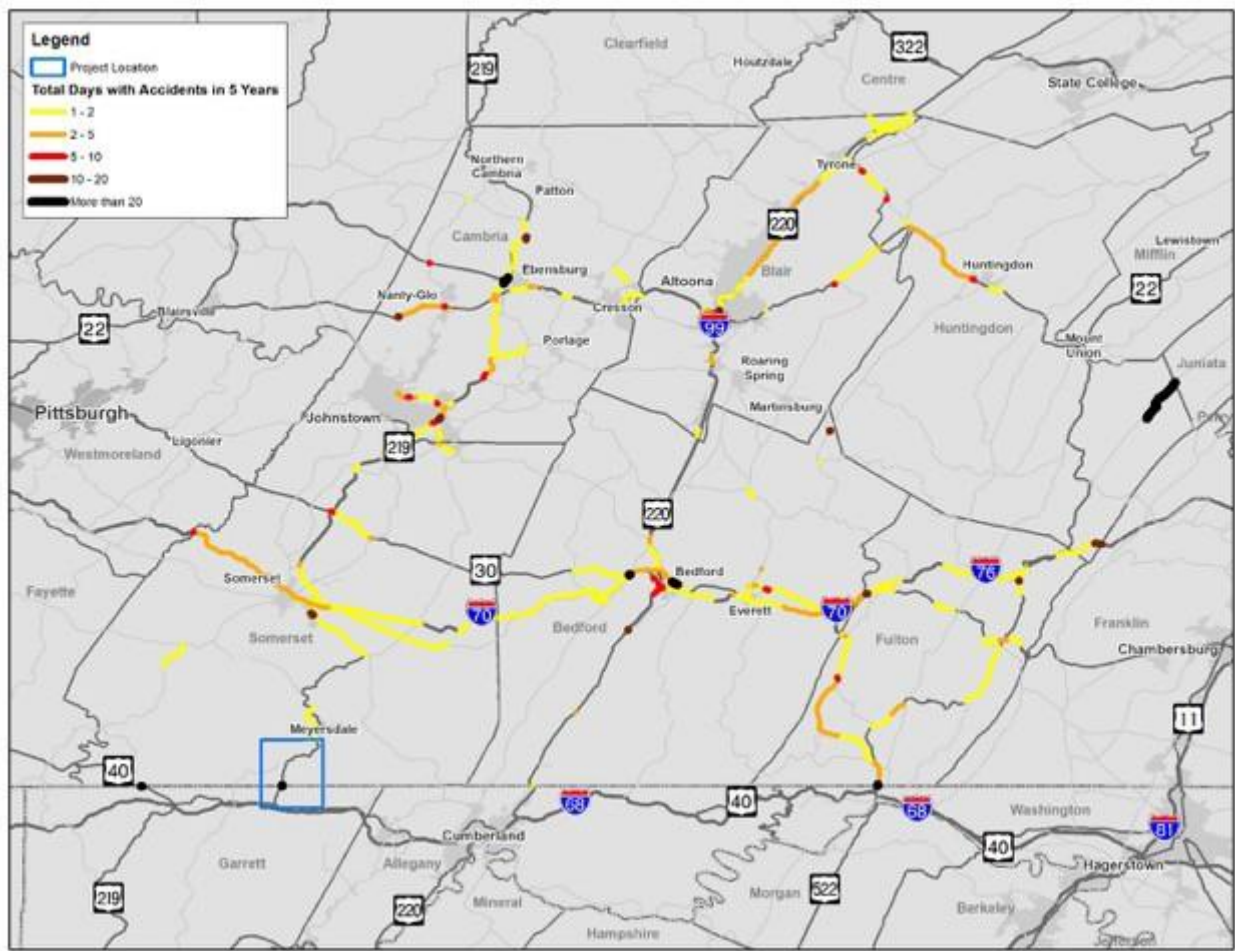 Legend
Project Location
Total Days with Accidents in 5 Years
1 - 2
2 - 5
5 - 10
10 - 20
More than 20
Clearfield
322
Houtzdale
219
Centre
State College
Northern
Cambria
Tyrone
Patton
220
Cambria
Lewistown
Mifflin
Ebensburg
Altoona
Blair
Huntingdon
22
Nanty-Glo
Blairsville
Cresson
22
99
Huntingdon
Portage
Mount
Union
Roaring
Spring
Juniata
Pittsburgh
Johnstown
Martinsburg
Ligonier
219
Westmoreland
220
Somerset
30
Bedford
76
Fayette
70
Everett
70
Somerset
Bedford
Fulton
Franklin
Chambersburg
Meyersdale
11
40
68
40
68
Washington
81
Cumberland
40
Garrett
Allegany
Hagerstown
219
220
Mineral
Morgan
522
Berkeley
Hampshire
Jefferson